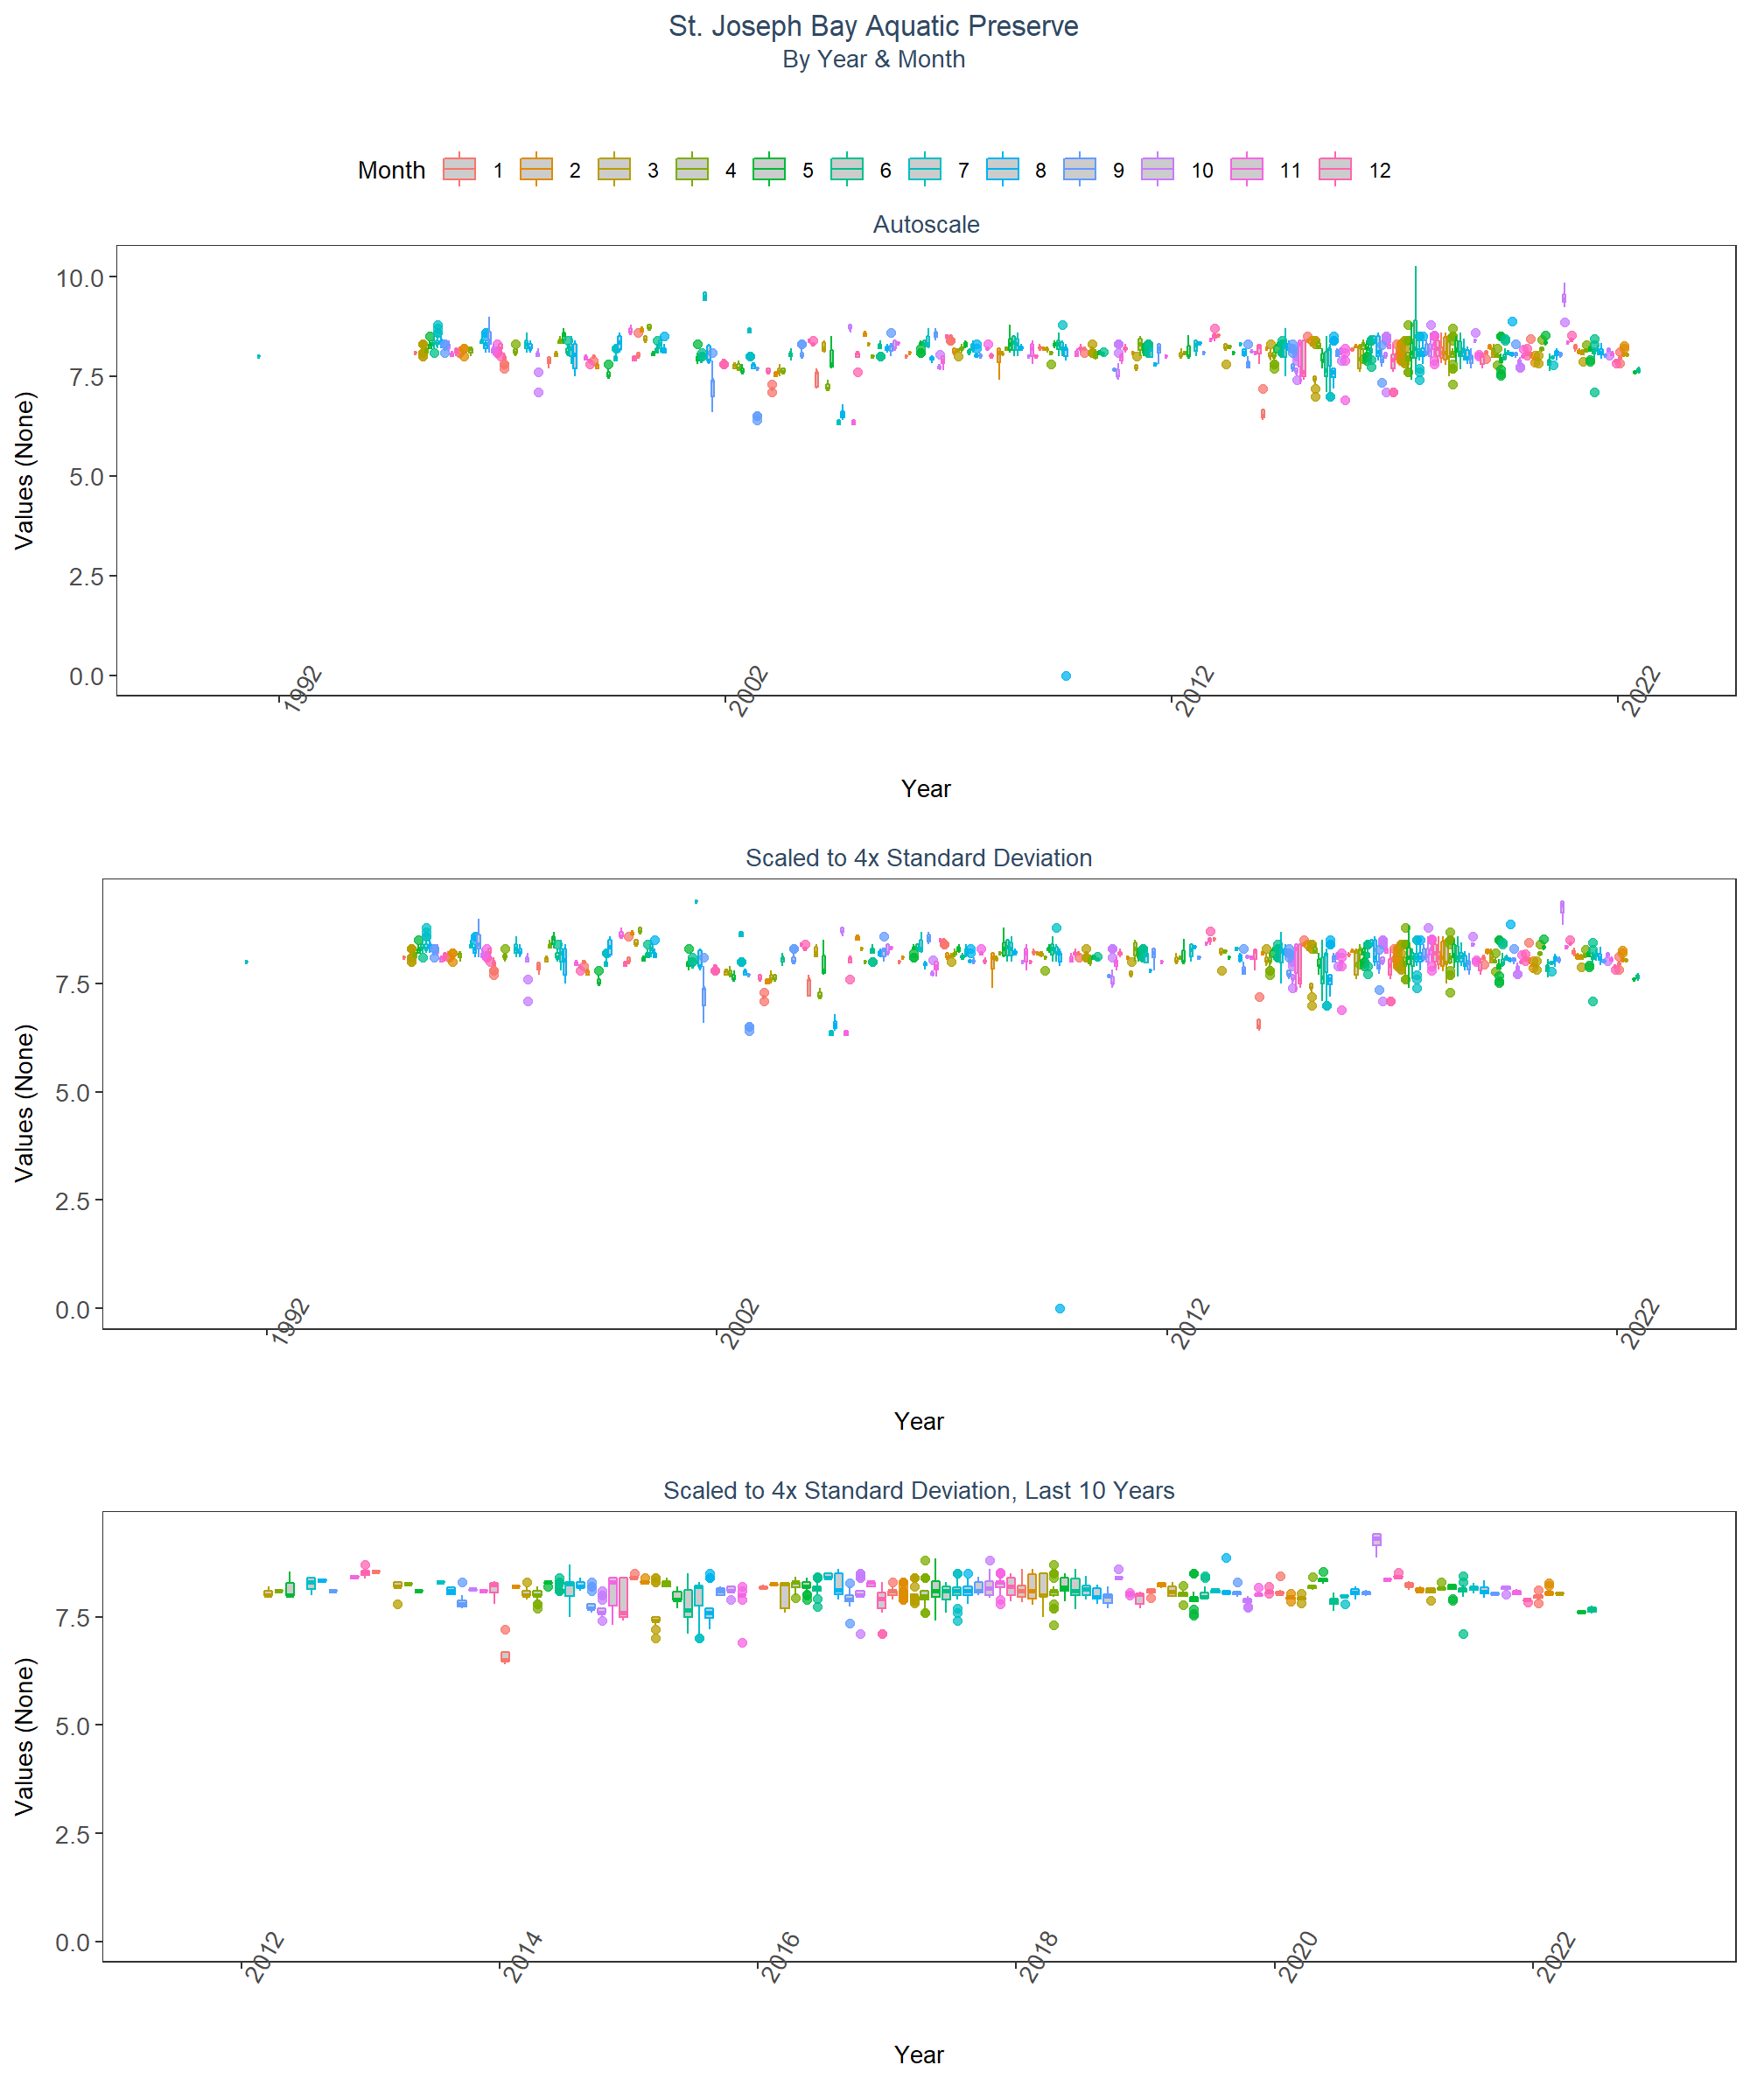 St. Joseph Bay Aquatic Preserve
By Year & Month
Month 1 2 3 4 5 6 7 8 9 10 11 12
Autoscale
10.0
7.5
5.0
2.5
0.0
Values (None)
1992 2002 2012 2022
Year
Scaled to 4x Standard Deviation
7.5
5.0
2.5
0.0
Values (None)
1992 2002 2012 2022
Year
Scaled to 4x Standard Deviation, Last 10 Years
7.5
5.0
2.5
0.0
Values (None)
2012 2014 2016 2018 2020 2022
Year